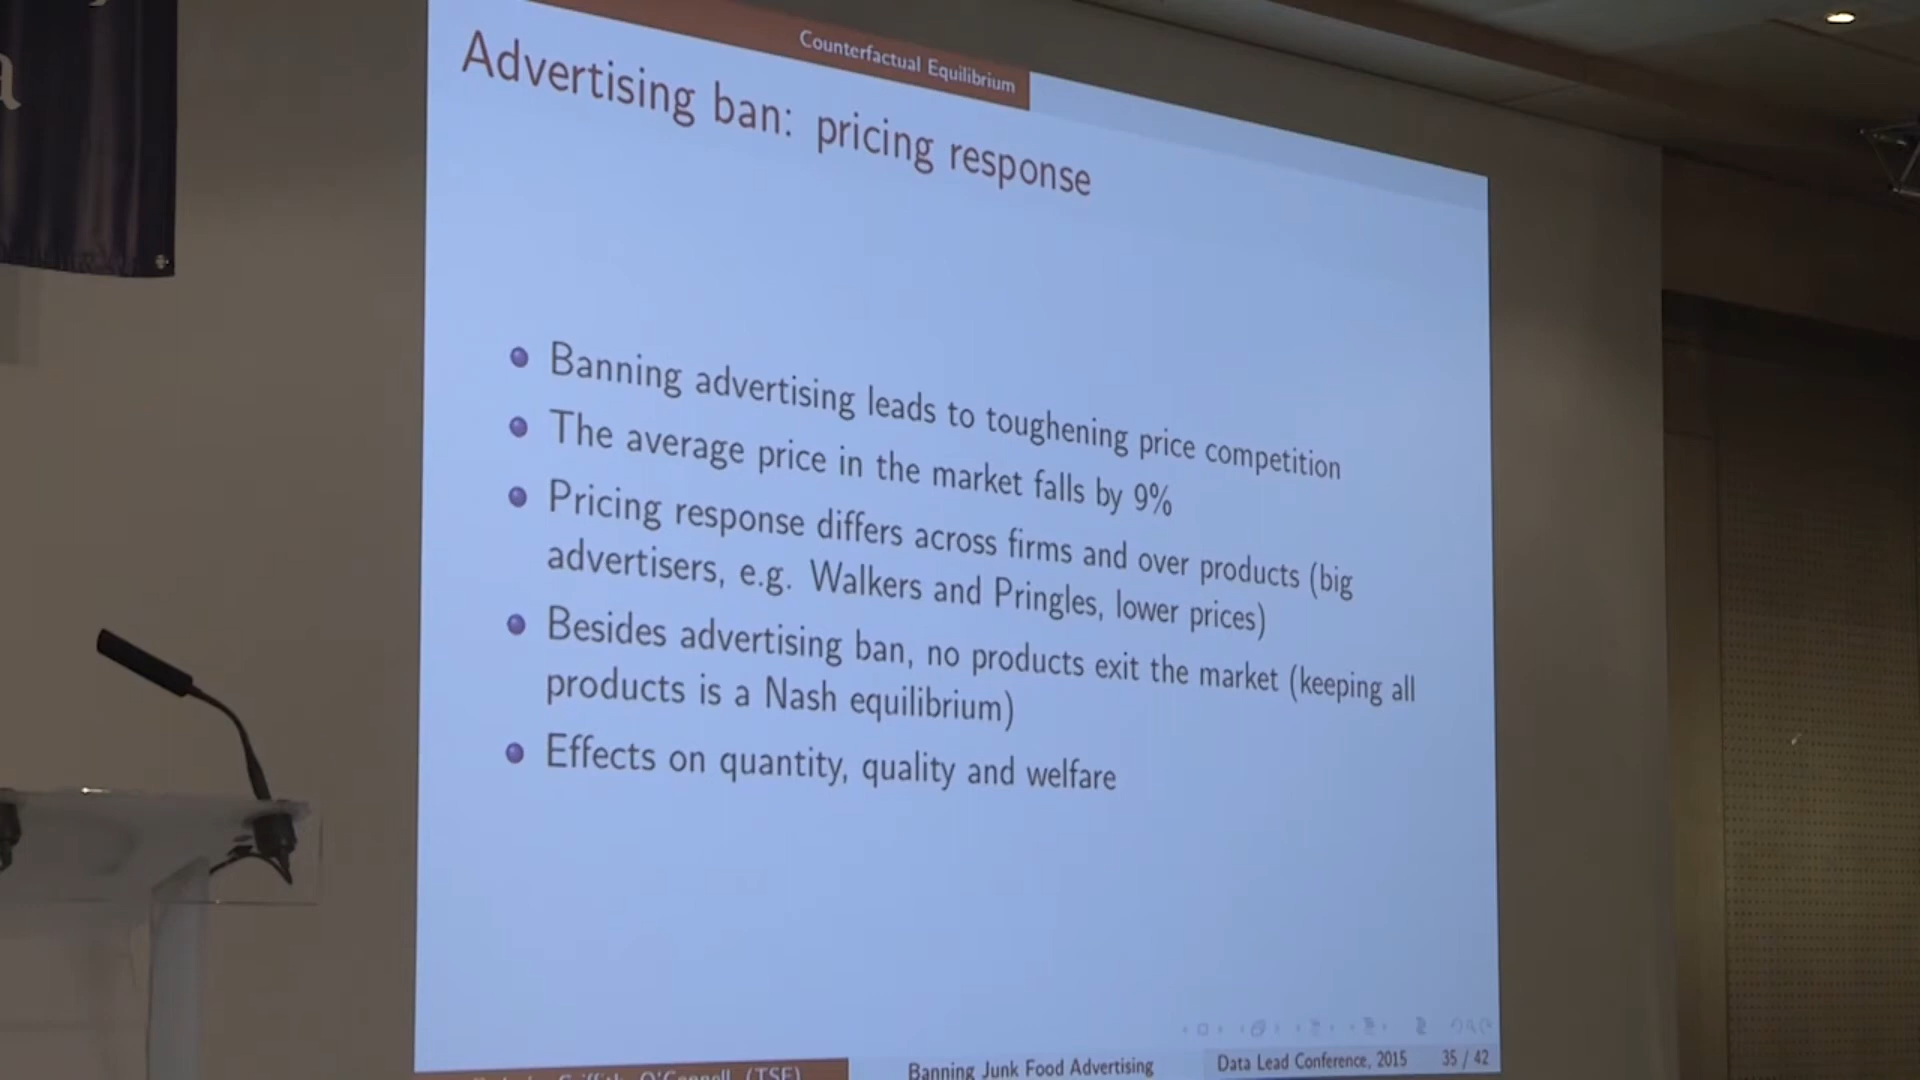 Counterfactual Equilibrium
Advertising ban: pricing response
Banning advertising leads to toughening price competition
The average price in the market falls by 9%
Pricing response differs across firms and over products (big
advertisers, e.g. Walkers and Pringles, lower prices)
Besides advertising ban, no products exit the market (keeping all
products is a Nash equilibrium)
Effects on quantity, quality and welfare
Griffith, O'Connell (TSE)
Banning Junk Food Advertising
Data Lead Conference, 2015
35 / 42